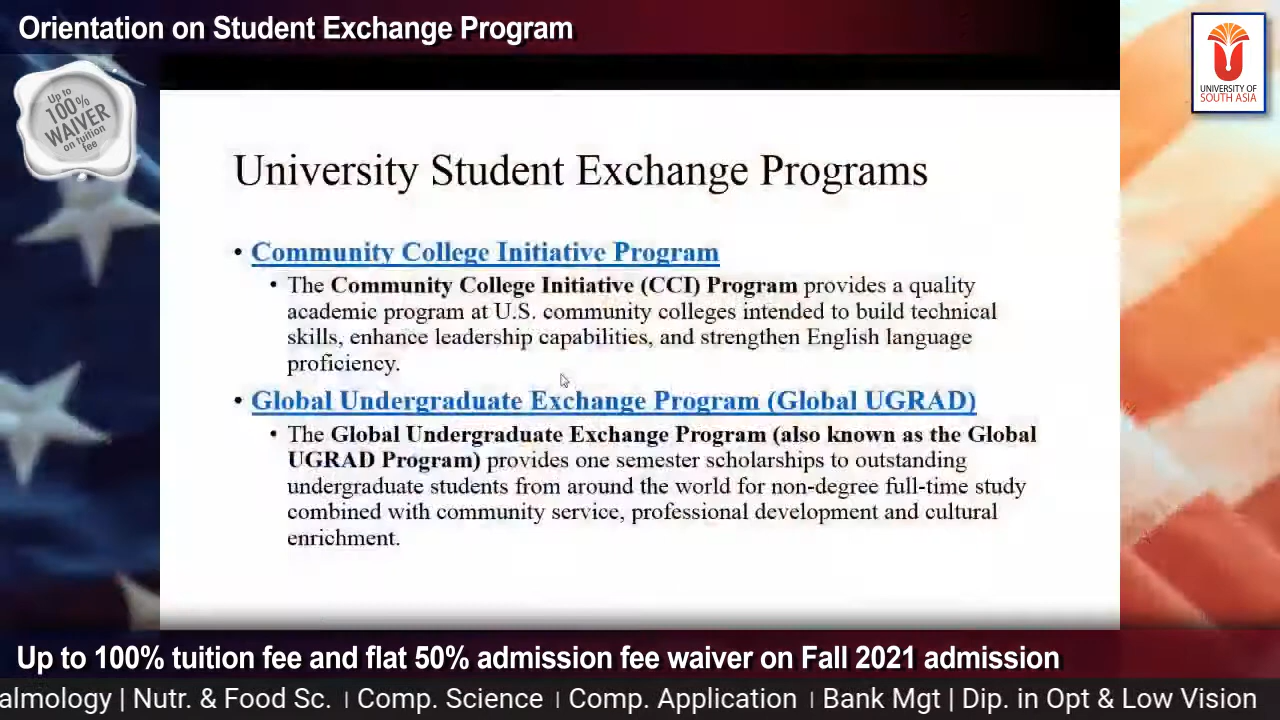 Orientation on Student Exchange Program
Up to
100%
WAIVER
on tuition
fee
UNIVERSITY OF
SOUTH ASIA
University Student Exchange Programs
• Community College Initiative Program
• The Community College Initiative (CCI) Program provides a quality
academic program at U.S. community colleges intended to build technical
skills, enhance leadership capabilities, and strengthen English language
proficiency.
• Global Undergraduate Exchange Program (Global UGRAD)
• The Global Undergraduate Exchange Program (also known as the Global
UGRAD Program) provides one semester scholarships to outstanding
undergraduate students from around the world for non-degree full-time study
combined with community service, professional development and cultural
enrichment.
Up to 100% tuition fee and flat 50% admission fee waiver on Fall 2021 admission
almology | Nutr. & Food Sc. | Comp. Science | Comp. Application | Bank Mgt | Dip. in Opt & Low Vision